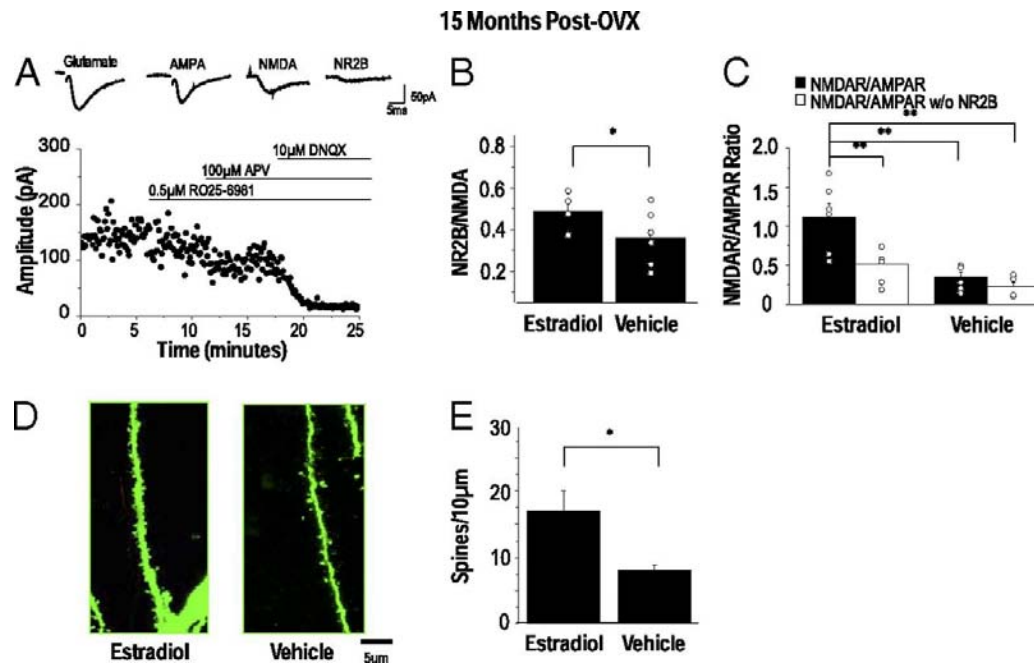 15 Months Post-OVX
A
Glutamate
AMPA
NMDA
NR2B
50pA
5ms
10µM DNQX
100µM APV
0.5µM RO25-6981
Amplitude (pA)
200
150
100
50
0
0 5 10 15 20 25
Time (minutes)
B
*
NR2B/NMDA
0.8
0.6
0.4
0.2
Estradiol Vehicle
C
NMDAR/AMPAR
NMDAR/AMPAR w/o NR2B
**
**
**
NMDAR/AMPAR Ratio
2.0
1.5
1.0
0.5
0
Estradiol Vehicle
D
Estradiol Vehicle
5um
E
*
Spines/10µm
30
20
10
0
Estradiol Vehicle